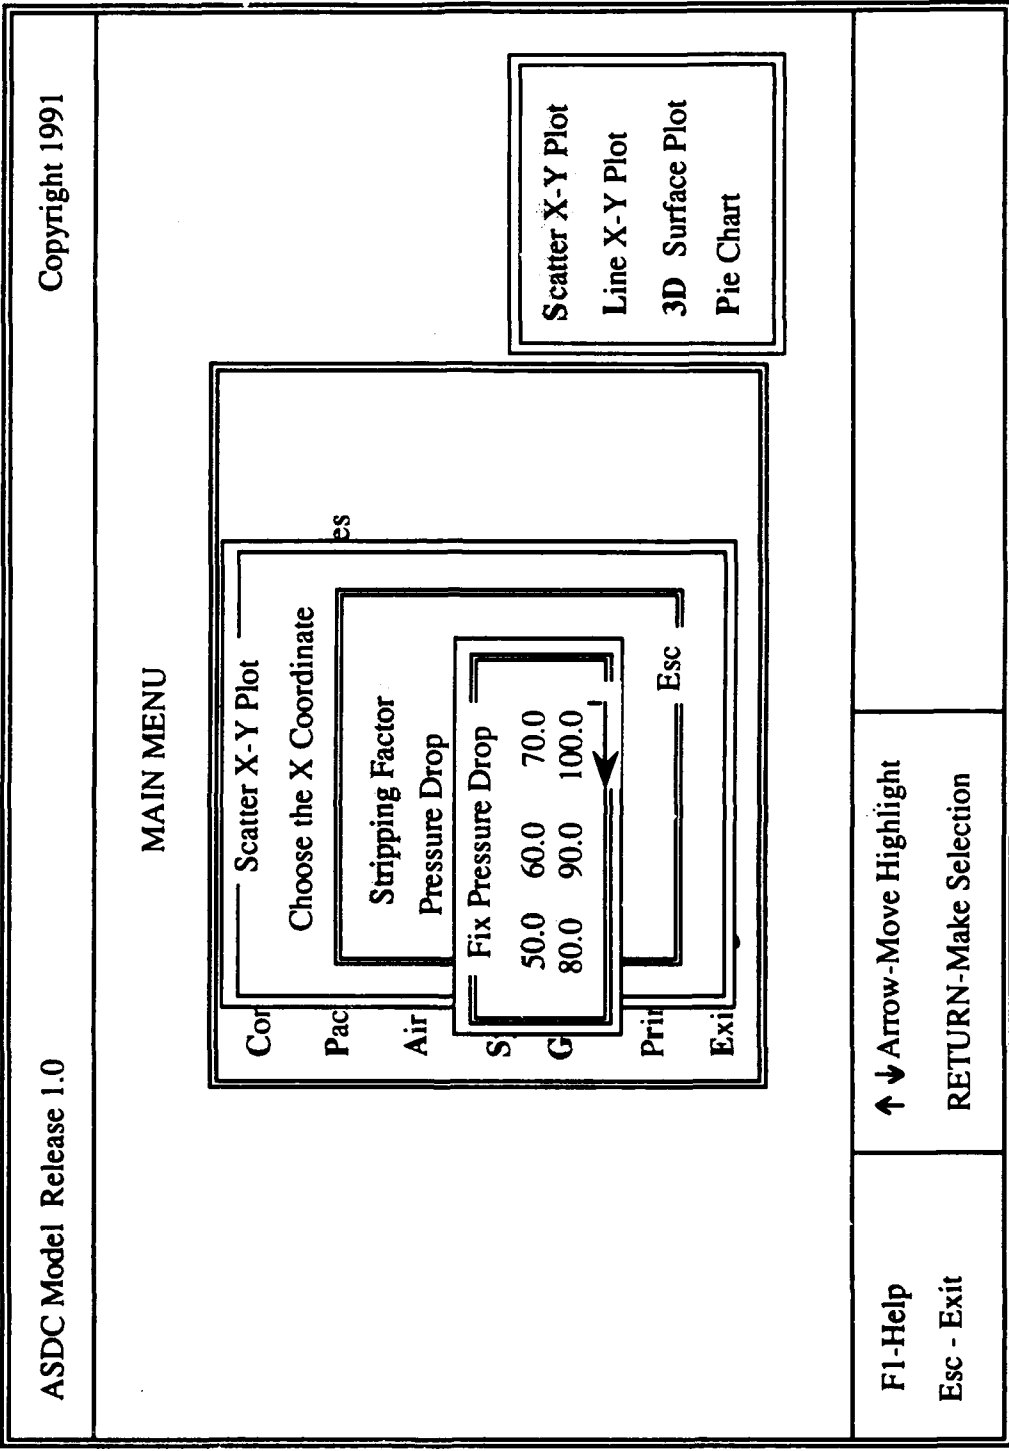 ASDC Model Release 1.0 Copyright 1991
MAIN MENU
Cor
Pac
es
Air
S
G
Prin
Exi
Scatter X-Y Plot
Choose the X Coordinate
Stripping Factor
Pressure Drop
Fix Pressure Drop
50.0 60.0 70.0
80.0 90.0 100.0
Esc
Scatter X-Y Plot
Line X-Y Plot
3D Surface Plot
Pie Chart
F1-Help
Esc - Exit
↑↓Arrow-Move Highlight
RETURN-Make Selection